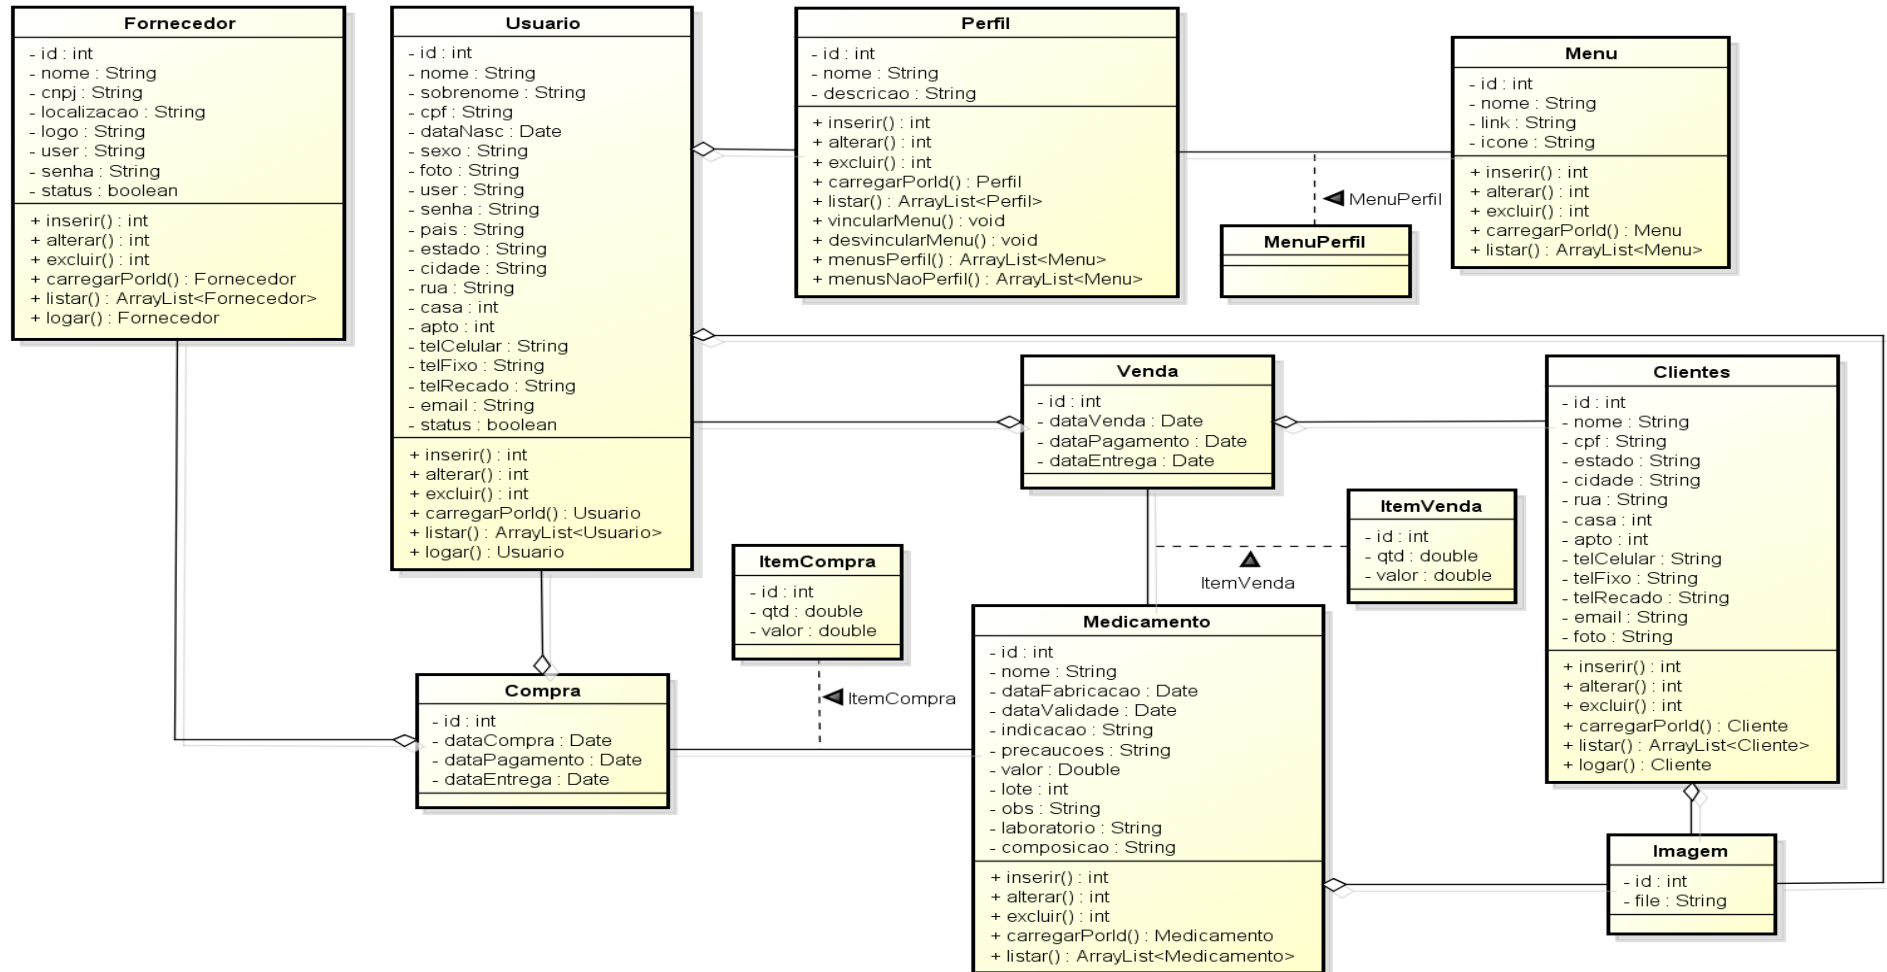 Fornecedor
- id : int
- nome : String
- cnpj : String
- localizacao : String
- logo : String
- user : String
- senha : String
- status : boolean
+ inserir() : int
+ alterar() : int
+ excluir() : int
+ carregarPorId() : Fornecedor
+ listar() : ArrayList<Fornecedor>
+ logar() : Fornecedor
Usuario
- id : int
- nome : String
- sobrenome : String
- cpf : String
- dataNasc : Date
- sexo : String
- foto : String
- user : String
- senha : String
- pais : String
- estado : String
- cidade : String
- rua : String
- casa : int
- apto : int
- telCelular : String
- telFixo : String
- telRecado : String
- email : String
- status : boolean
+ inserir() : int
+ alterar() : int
+ excluir() : int
+ carregarPorId() : Usuario
+ listar() : ArrayList<Usuario>
+ logar() : Usuario
Perfil
- id : int
- nome : String
- descricao : String
+ inserir() : int
+ alterar() : int
+ excluir() : int
+ carregarPorId() : Perfil
+ listar() : ArrayList<Perfil>
+ vincularMenu() : void
+ desvincularMenu() : void
+ menusPerfil() : ArrayList<Menu>
+ menusNaoPerfil() : ArrayList<Menu>
Menu
- id : int
- nome : String
- link : String
- icone : String
+ inserir() : int
+ alterar() : int
+ excluir() : int
+ carregarPorId() : Menu
+ listar() : ArrayList<Menu>
MenuPerfil
MenuPerfil
Venda
- id : int
- dataVenda : Date
- dataPagamento : Date
- dataEntrega : Date
Clientes
- id : int
- nome : String
- cpf : String
- estado : String
- cidade : String
- rua : String
- casa : int
- apto : int
- telCelular : String
- telFixo : String
- telRecado : String
- email : String
- foto : String
+ inserir() : int
+ alterar() : int
+ excluir() : int
+ carregarPorId() : Cliente
+ listar() : ArrayList<Cliente>
+ logar() : Cliente
ItemVenda
- id : int
- qtd : double
- valor : double
ItemVenda
ItemCompra
- id : int
- qtd : double
- valor : double
ItemCompra
Compra
- id : int
- dataCompra : Date
- dataPagamento : Date
- dataEntrega : Date
Medicamento
- id : int
- nome : String
- dataFabricacao : Date
- dataValidade : Date
- indicacao : String
- precaucoes : String
- valor : Double
- lote : int
- obs : String
- laboratorio : String
- composicao : String
+ inserir() : int
+ alterar() : int
+ excluir() : int
+ carregarPorId() : Medicamento
+ listar() : ArrayList<Medicamento>
Imagem
- id : int
- file : String